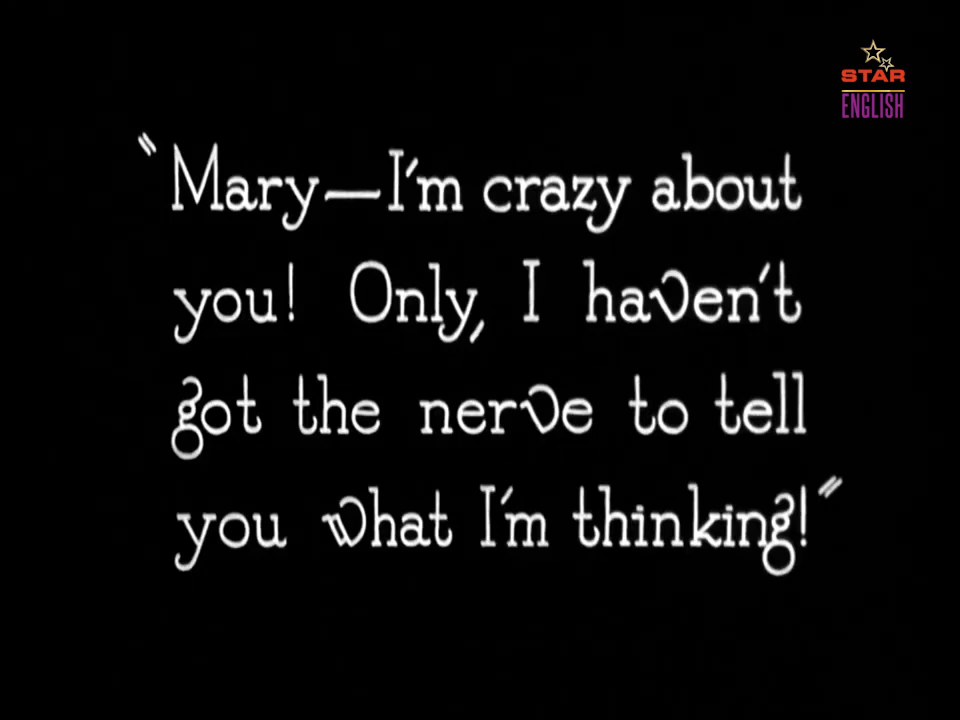 STAR
ENGLISH
"Mary—I'm crazy about
you! Only, I haven't
got the nerve to tell
you what I'm thinking!"